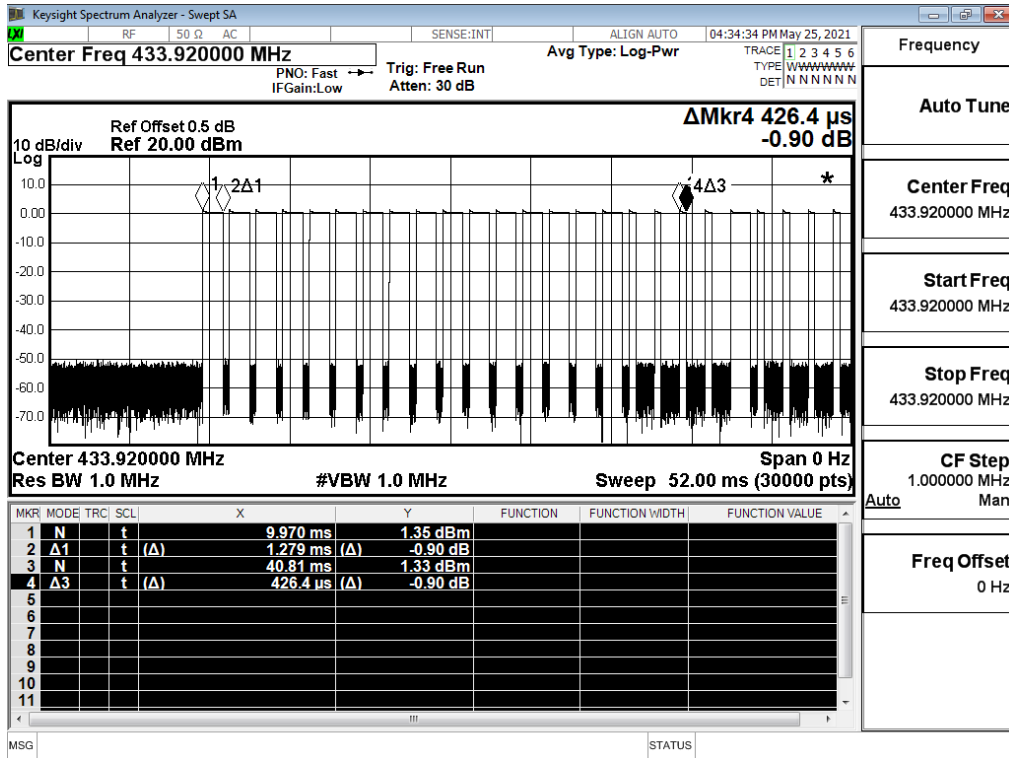 Keysight Spectrum Analyzer - Swept SA
LXI RF 50 Ω AC SENSE:INT ALIGN AUTO 04:34:34 PM May 25, 2021
Center Freq 433.920000 MHz
PNO: Fast
IFGain:Low
Trig: Free Run
Atten: 30 dB
Avg Type: Log-Pwr
TRACE 1 2 3 4 5 6
TYPE W
DET N N N N N N
ΔMkr4 426.4 µs
-0.90 dB
Ref Offset 0.5 dB
10 dB/div Ref 20.00 dBm
Log
10.0
0.00
-10.0
-20.0
-30.0
-40.0
-50.0
-60.0
-70.0
1 2Δ1 4Δ3 *
Center 433.920000 MHz Span 0 Hz
Res BW 1.0 MHz #VBW 1.0 MHz Sweep 52.00 ms (30000 pts)
MKR MODE TRC SCL X Y FUNCTION FUNCTION WIDTH FUNCTION VALUE
1 N t 9.970 ms 1.35 dBm
2 Δ1 t (Δ) 1.279 ms (Δ) -0.90 dB
3 N t 40.81 ms 1.33 dBm
4 Δ3 t (Δ) 426.4 µs (Δ) -0.90 dB
5
6
7
8
9
10
11
MSG STATUS
Frequency
Auto Tune
Center Freq
433.920000 MHz
Start Freq
433.920000 MHz
Stop Freq
433.920000 MHz
CF Step
1.000000 MHz
Auto Man
Freq Offset
0 Hz